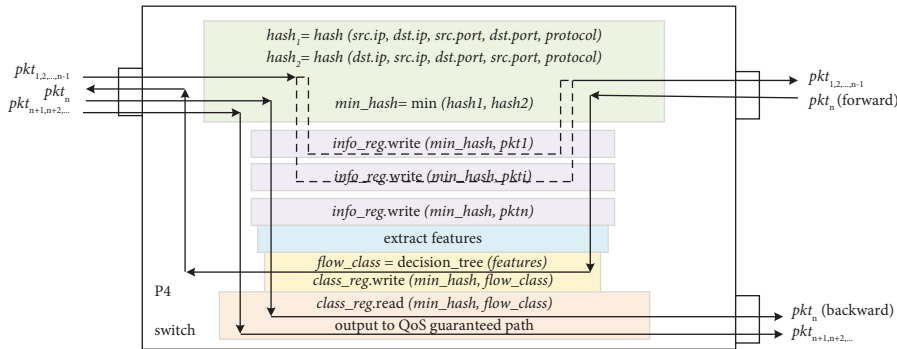 hash1= hash (src.ip, dst.ip, src.port, dst.port, protocol)
hash2= hash (dst.ip, src.ip, dst.port, src.port, protocol)
pkt1,2,...,n-1
pktn
pktn+1,n+2,...
min_hash= min (hash1, hash2)
pkt1,2,...,n-1
pktn (forward)
info_reg.write (min_hash, pkt1)
info_reg.write (min_hash, pkti)
info_reg.write (min_hash, pktn)
extract features
flow_class = decision_tree (features)
class_reg.write (min_hash, flow_class)
P4
switch
class_reg.read (min_hash, flow_class)
output to QoS guaranteed path
pktn (backward)
pktn+1,n+2,...